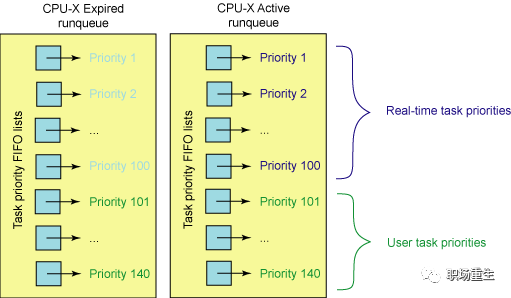 CPU-X Expired
runqueue
Task priority FIFO lists
Priority 1
Priority 2
...
Priority 100
Priority 101
...
Priority 140
CPU-X Active
runqueue
Task priority FIFO lists
Priority 1
Priority 2
...
Priority 100
Priority 101
...
Priority 140
Real-time task priorities
User task priorities
职场重生